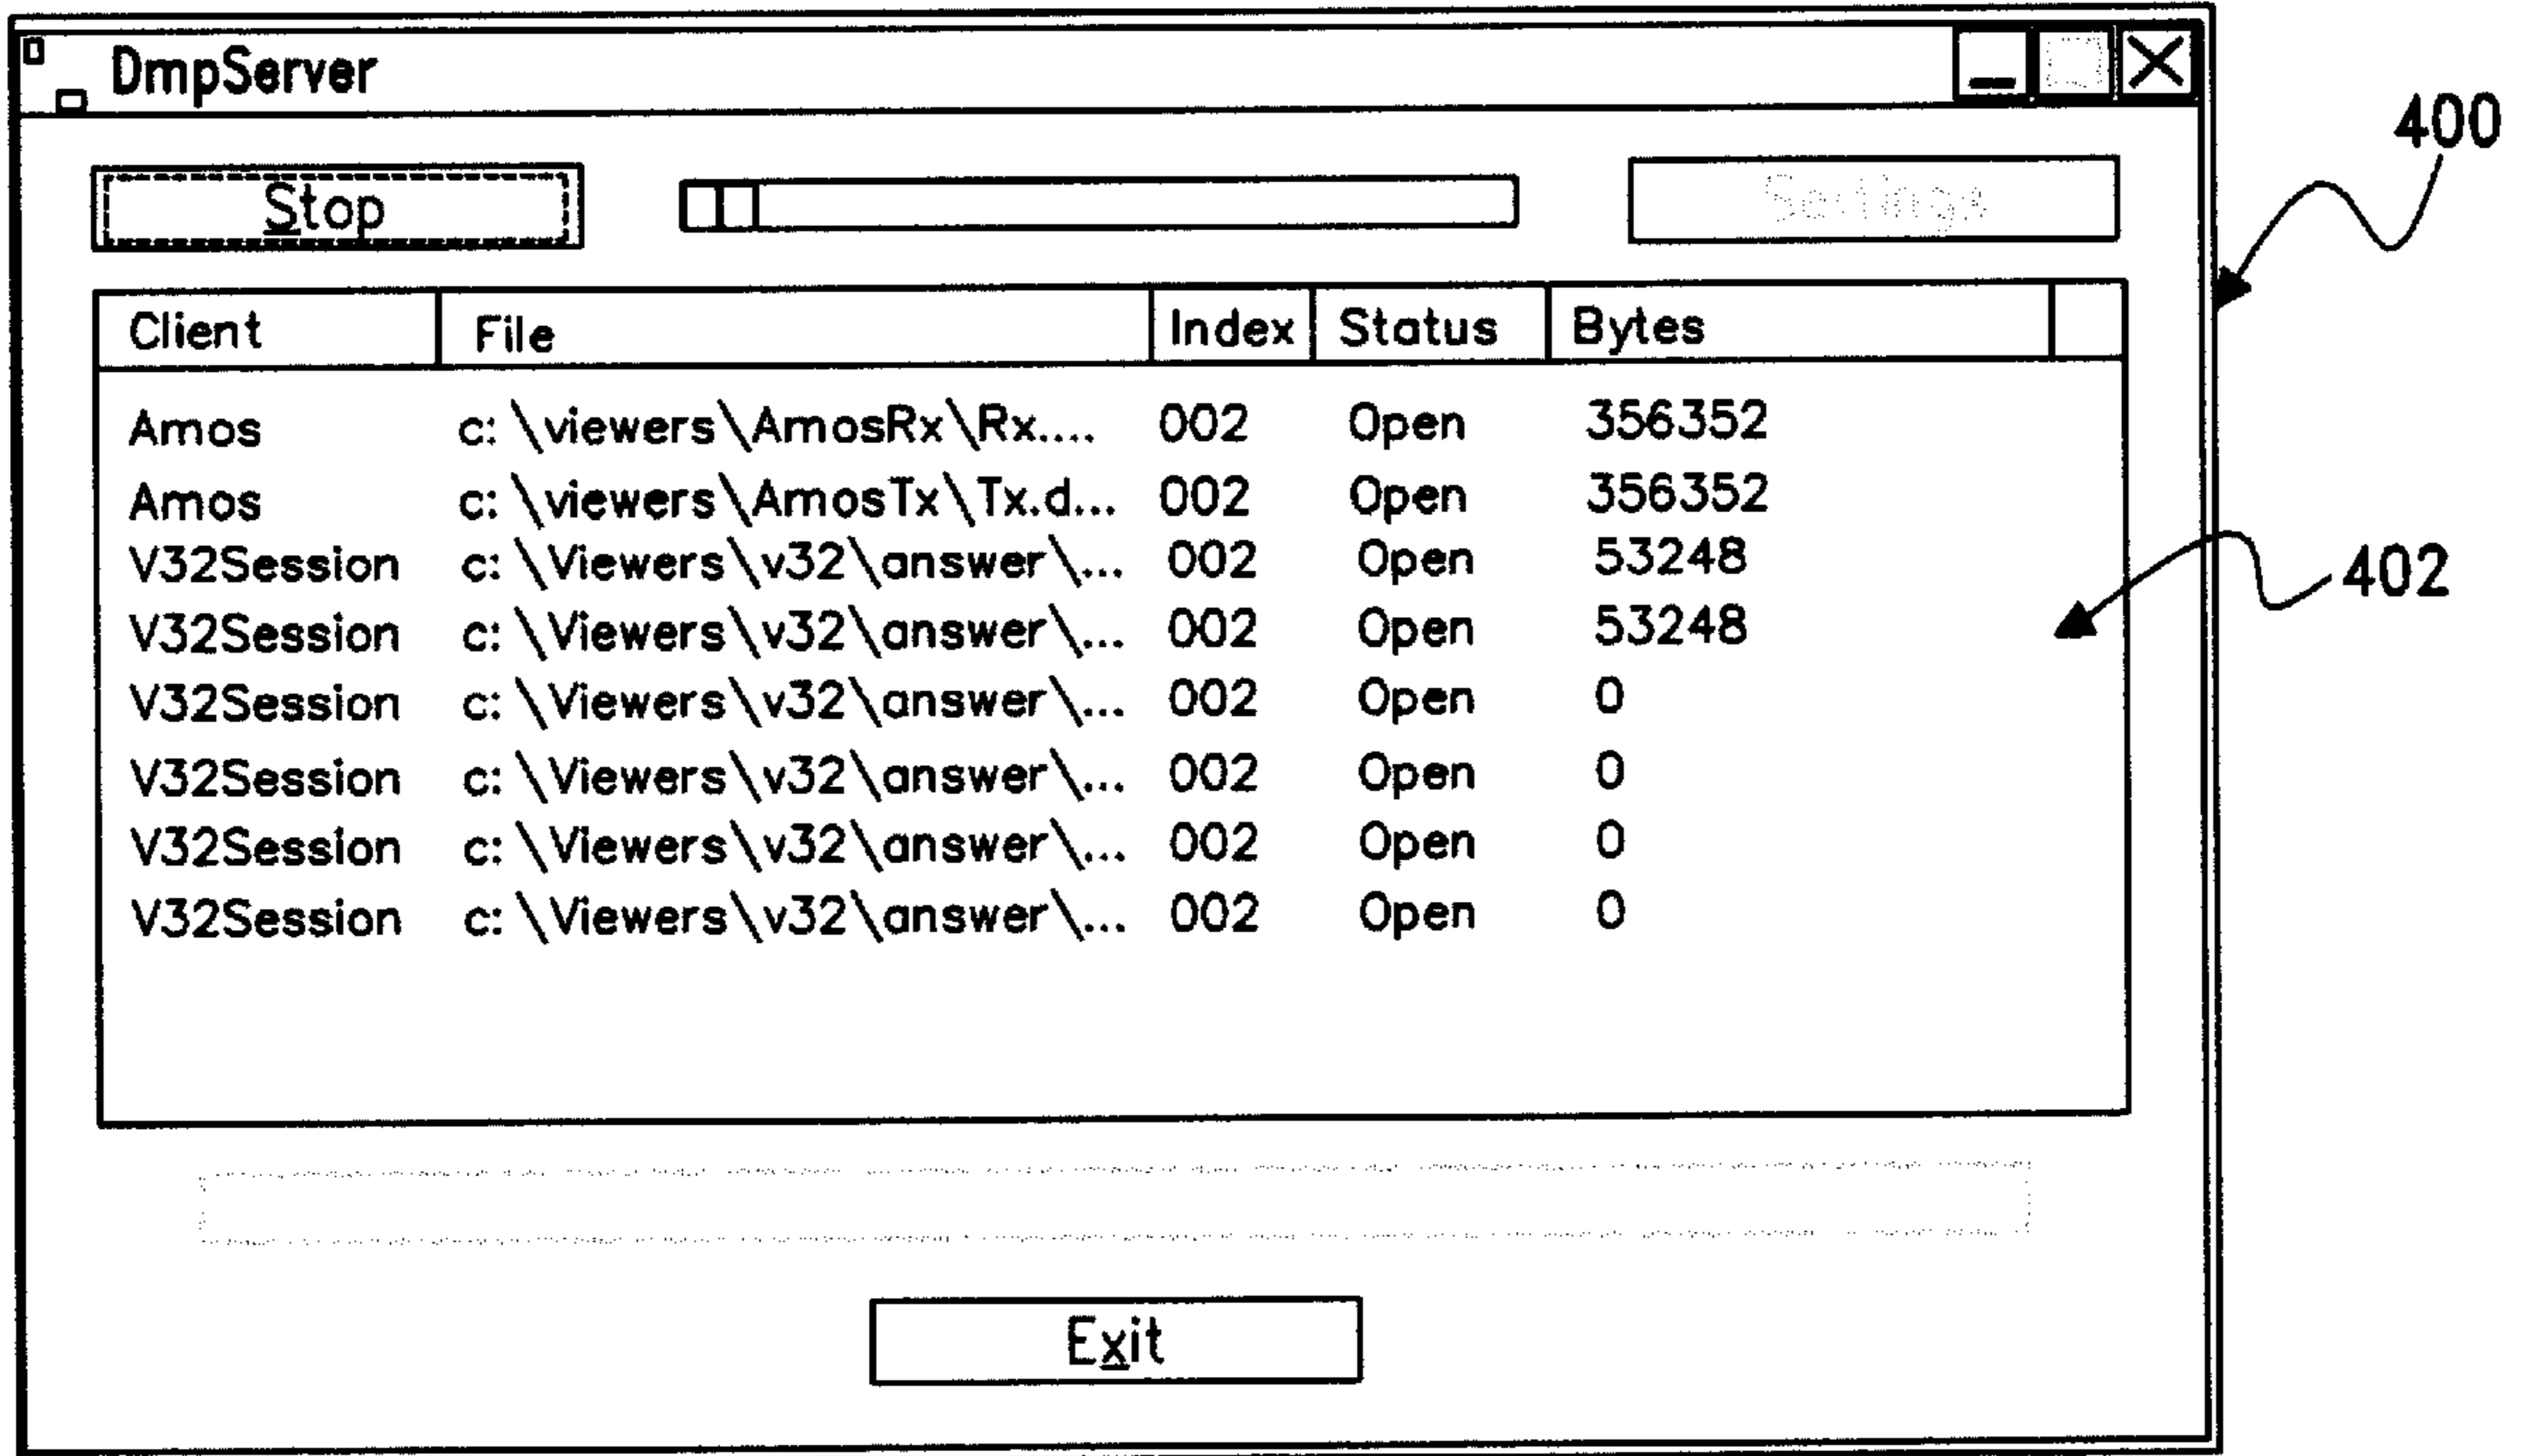 DmpServer
400
Stop
Settings
Client File Index Status Bytes
Amos c: \viewers\AmosRx\Rx.... 002 Open 356352
Amos c: \viewers\AmosTx\Tx.d... 002 Open 356352
V32Session c: \Viewers\v32\answer\... 002 Open 53248
402
V32Session c: \Viewers\v32\answer\... 002 Open 53248
V32Session c: \Viewers\v32\answer\... 002 Open 0
V32Session c: \Viewers\v32\answer\... 002 Open 0
V32Session c: \Viewers\v32\answer\... 002 Open 0
V32Session c: \Viewers\v32\answer\... 002 Open 0
Exit